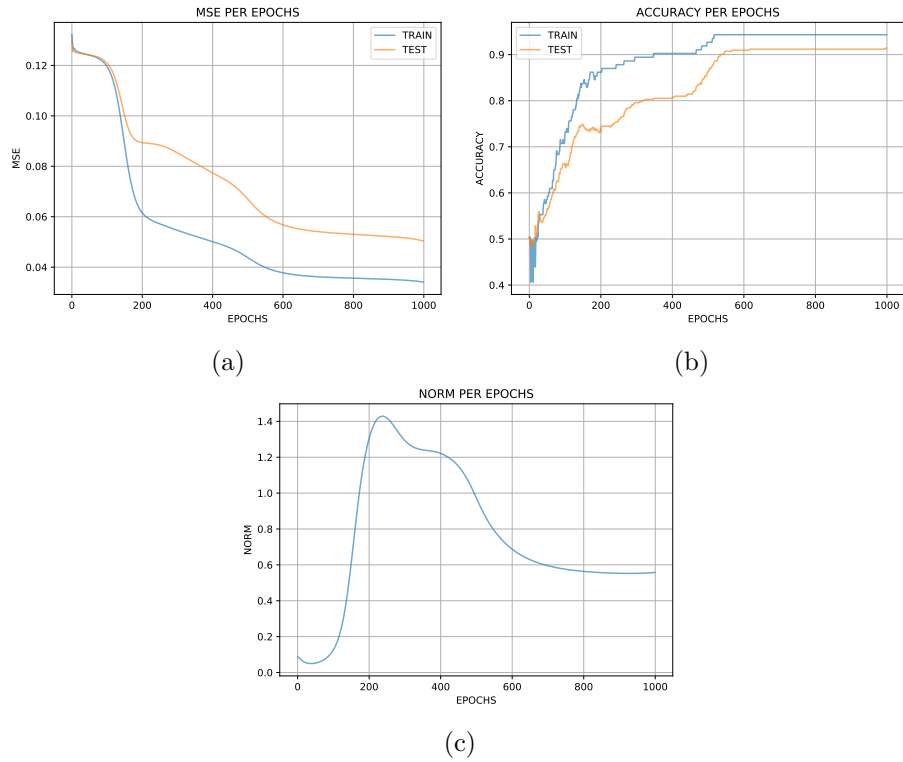 MSE PER EPOCHS
TRAIN
TEST
0.12
0.10
0.08
0.06
0.04
MSE
0 200 400 600 800 1000
EPOCHS
(a)
ACCURACY PER EPOCHS
TRAIN
TEST
0.9
0.8
0.7
0.6
0.5
0.4
ACCURACY
0 200 400 600 800 1000
EPOCHS
(b)
NORM PER EPOCHS
1.4
1.2
1.0
0.8
0.6
0.4
0.2
0.0
NORM
0 200 400 600 800 1000
EPOCHS
(c)